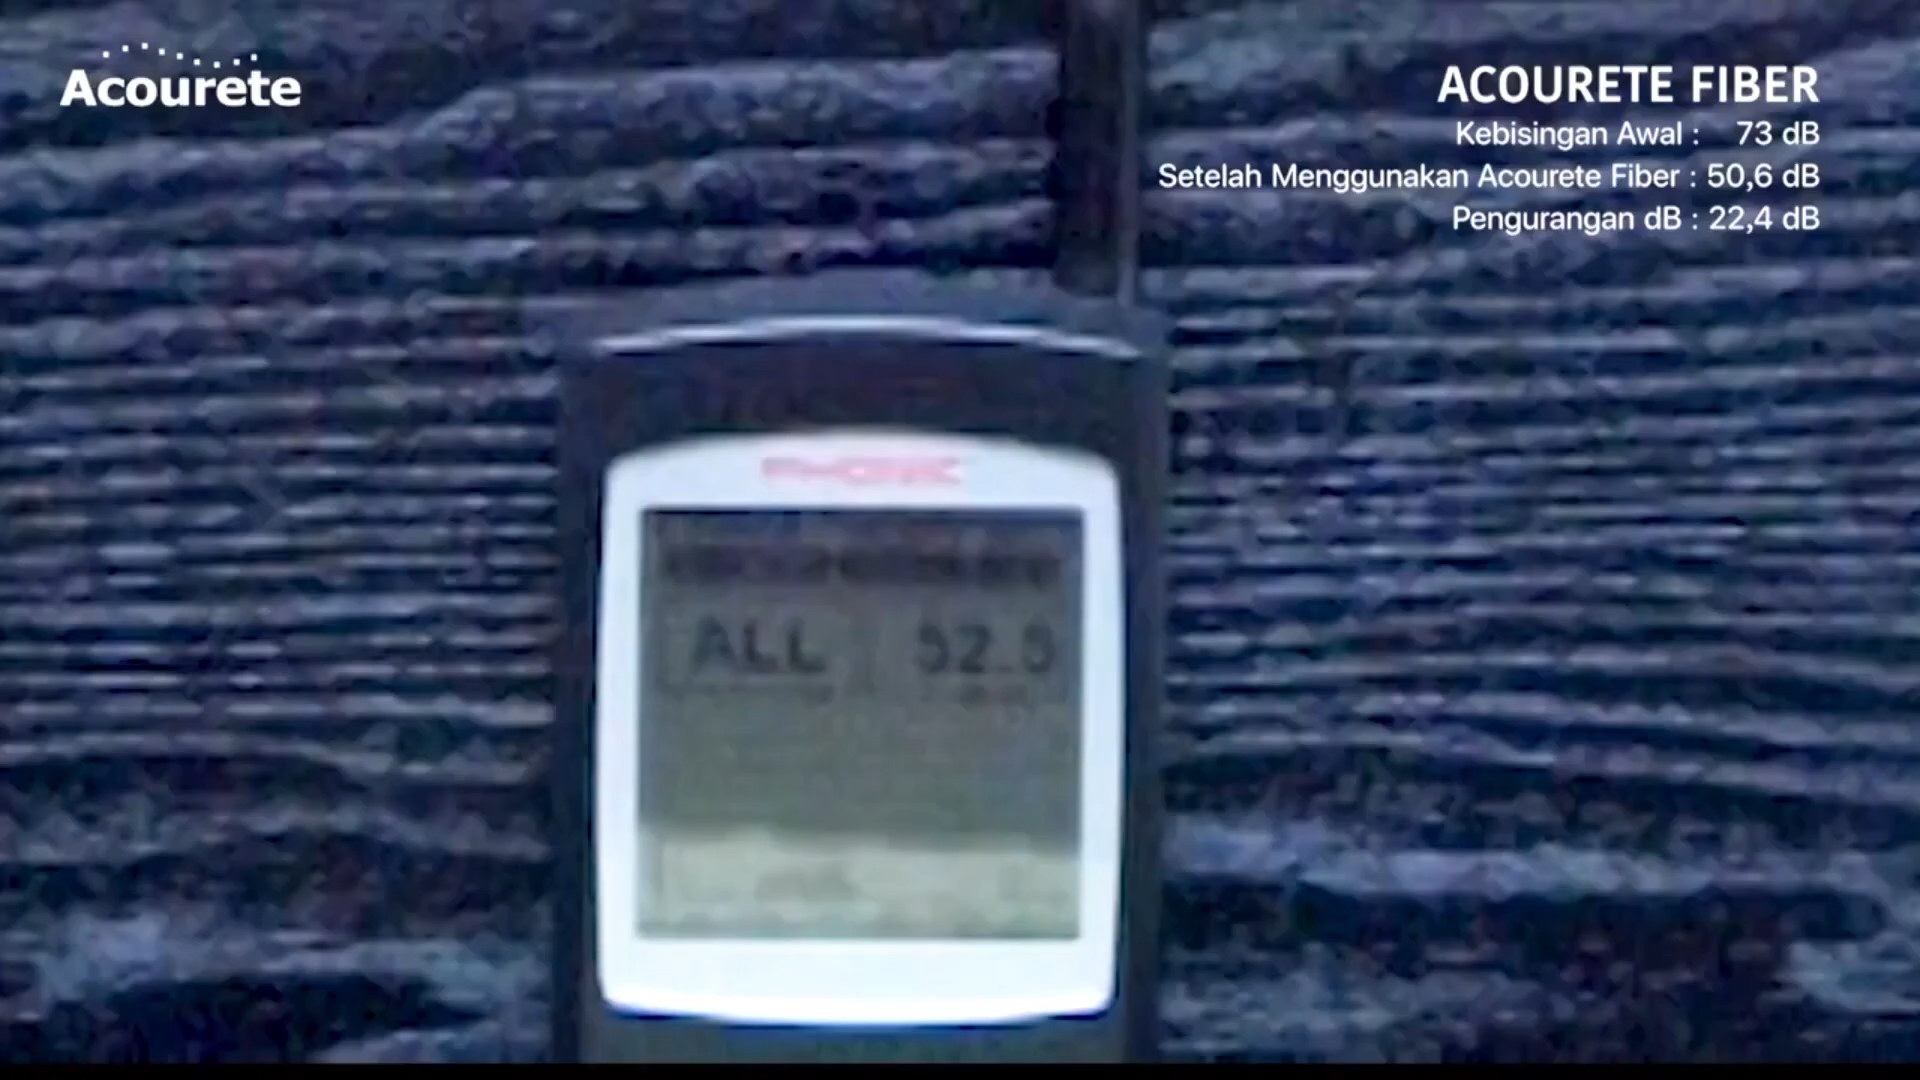 Acourete
ACOURETE FIBER
Kebisingan Awal : 73 dB
Setelah Menggunakan Acourete Fiber : 50,6 dB
Pengurangan dB : 22,4 dB
PHONIC
ALL